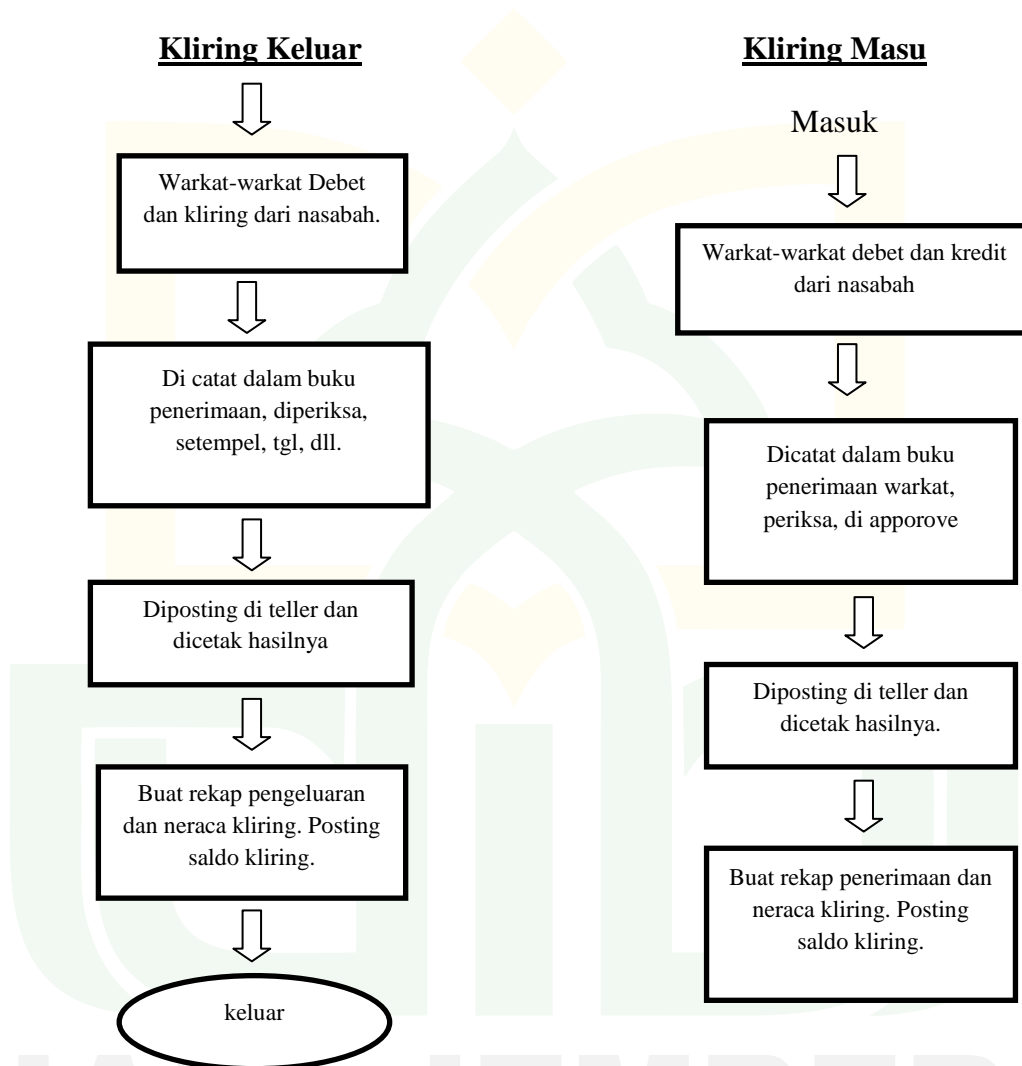 Kliring Keluar
Warkat-warkat Debet
dan kliring dari nasabah.
Di catat dalam buku
penerimaan, diperiksa,
setempel, tgl, dll.
Diposting di teller dan
dicetak hasilnya
Buat rekap pengeluaran
dan neraca kliring. Posting
saldo kliring.
keluar
Kliring Masu
Masuk
Warkat-warkat debet dan kredit
dari nasabah
Dicatat dalam buku
penerimaan warkat,
periksa, di apporove
Diposting di teller dan
dicetak hasilnya.
Buat rekap penerimaan dan
neraca kliring. Posting
saldo kliring.